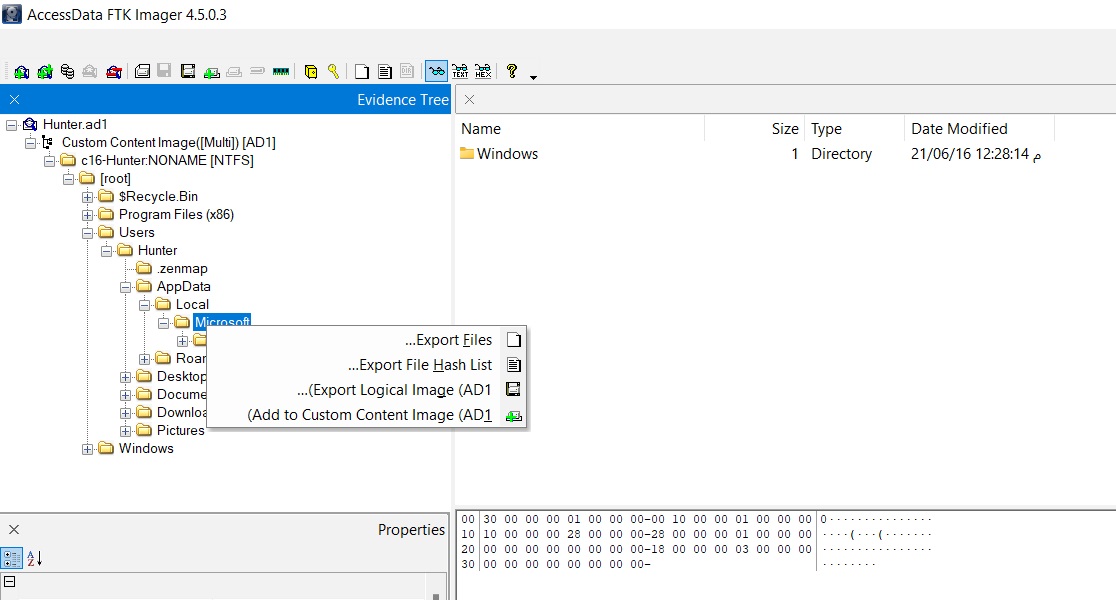 AccessData FTK Imager 4.5.0.3
TEXT HEX ?
Evidence Tree
Hunter.ad1
Custom Content Image([Multi]) [AD1]
c16-Hunter:NONAME [NTFS]
[root]
$Recycle.Bin
Program Files (x86)
Users
Hunter
.zenmap
AppData
Local
Microsoft
Roar
Desktop
Docume
Downloa
Pictures
Windows
...Export Files
...Export File Hash List
...(Export Logical Image (AD1
(Add to Custom Content Image (AD1
Name Size Type Date Modified
Windows 1 Directory 21/06/16 12:28:14 م
Properties
A Z
00 30 00 00 00 01 00 00 00-00 10 00 00 01 00 00 00 0···············
10 10 00 00 00 28 00 00 00-28 00 00 00 01 00 00 00 ····(···(·······
20 00 00 00 00 00 00 00 00-18 00 00 00 03 00 00 00 ················
30 00 00 00 00 00 00 00 00- ········